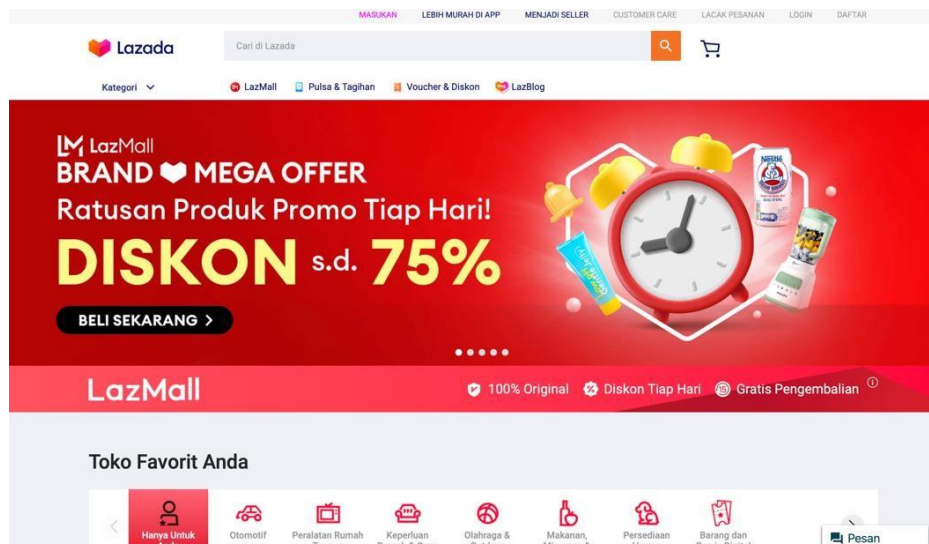 MASUKAN LEBIH MURAH DI APP MENJADI SELLER CUSTOMER CARE LACAK PESANAN LOGIN DAFTAR
Lazada
Cari di Lazada
Kategori LazMall Pulsa & Tagihan Voucher & Diskon LazBlog
LM LazMall
BRAND MEGA OFFER
Ratusan Produk Promo Tiap Hari!
DISKON s.d. 75%
BELI SEKARANG >
Nestlé
LazMall 100% Original Diskon Tiap Hari Gratis Pengembalian
Toko Favorit Anda
Hanya Untuk Otomotif Peralatan Rumah Keperluan Olahraga & Makanan, Persediaan Barang dan
Pesan